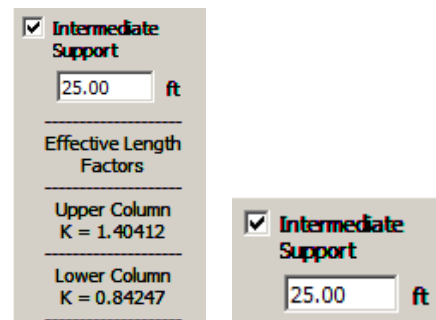 Intermediate
Support
25.00 ft
Effective Length
Factors
Upper Column
K = 1.40412
Lower Column
K = 0.84247
Intermediate
Support
25.00 ft